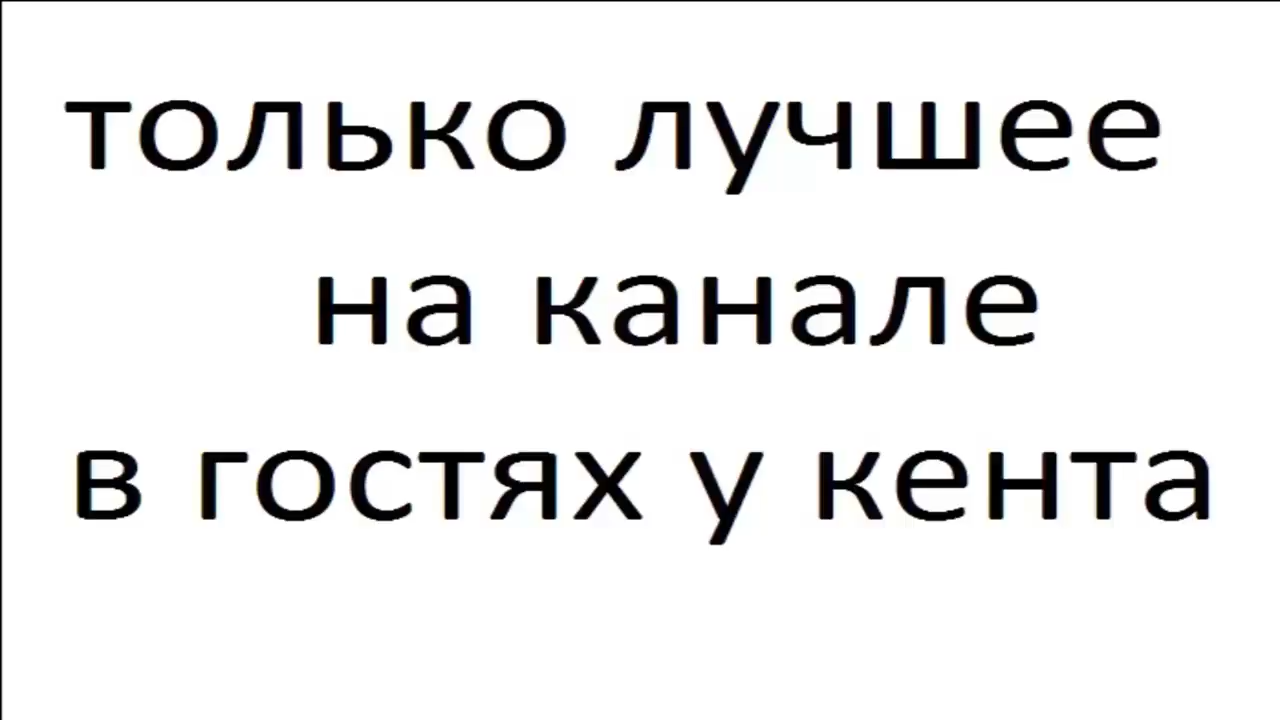 только лучшее
на канале
в гостях у кента